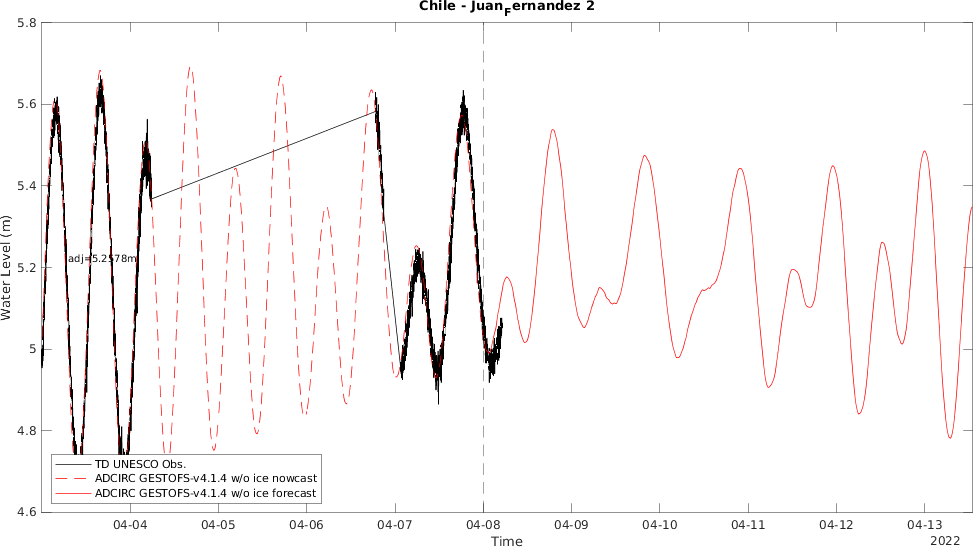 Chile - Juan_Fernandez 2
5.8
5.6
5.4
5.2
5
4.8
4.6
Water Level (m)
adj=5.2578m
TD UNESCO Obs.
ADCIRC GESTOFS-v4.1.4 w/o ice nowcast
ADCIRC GESTOFS-v4.1.4 w/o ice forecast
04-04 04-05 04-06 04-07 04-08 04-09 04-10 04-11 04-12 04-13
Time
2022